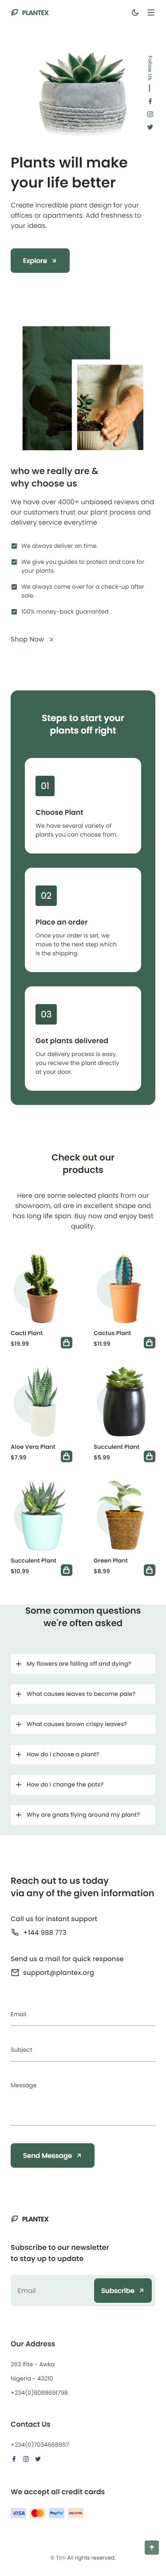 PLANTEX
Follow Us
Plants will make
your life better
Create incredible plant design for your
offices or apartments. Add freshness to
your ideas.
Explore
who we really are &
why choose us
We have over 4000+ unbiased reviews and
our customers trust our plant process and
delivery service everytime
We always deliver on time.
We give you guides to protect and care for
your plants.
We always come over for a check-up after
sale.
100% money-back guarranted.
Shop Now
Steps to start your
plants off right
01
Choose Plant
We have several variety of
plants you can choose from.
02
Place an order
Once your order is set, we
move to the next step which
is the shipping.
03
Get plants delivered
Our delivery process is easy,
you recieve the plant directly
at your door.
Check out our
products
Here are some selected plants from our
showroom, all are in excellent shape and
has long life span. Buy now and enjoy best
quality.
Cacti Plant
$19.99
Cactus Plant
$11.99
Aloe Vera Plant
$7.99
Succulent Plant
$5.99
Succulent Plant
$10.99
Green Plant
$8.99
Some common questions
we're often asked
My flowers are falling off and dying?
What causes leaves to become pale?
What causes brown crispy leaves?
How do i choose a plant?
How do i change the pots?
Why are gnats flying around my plant?
Reach out to us today
via any of the given information
Call us for instant support
+144 988 773
Send us a mail for quick response
support@plantex.org
Email
Subject
Message
Send Message
PLANTEX
Subscribe to our newsletter
to stay up to update
Email
Subscribe
Our Address
263 Ifite - Awka
Nigeria - 43210
+234(0)8088691798
Contact Us
+234(0)7034668957
We accept all credit cards
VISA
PayPal
© Tim All rights reserved.